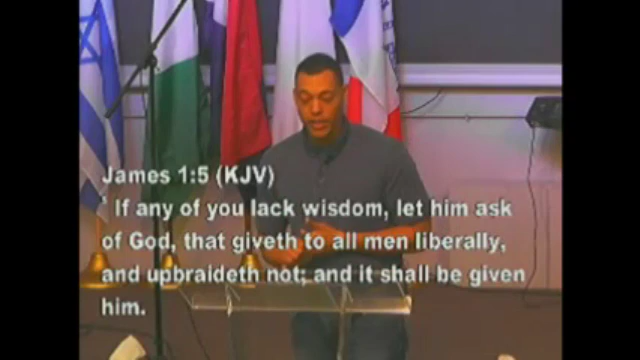 James 1:5 (KJV)
If any of you lack wisdom, let him ask
of God, that giveth to all men liberally,
and upbraideth not; and it shall be given
him.